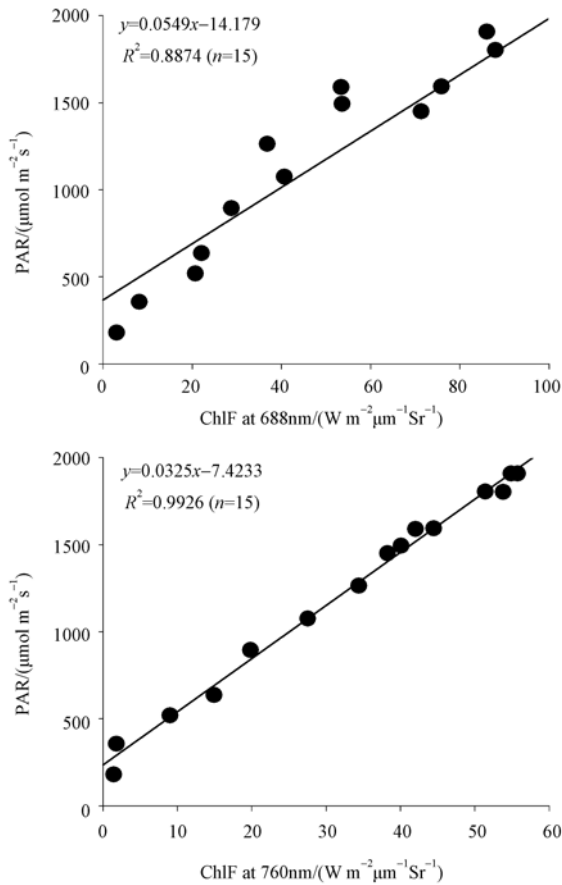 y=0.0549x−14.179
R²=0.8874 (n=15)
2000
1500
1000
500
0
PAR/(μmol m⁻² s⁻¹)
0 20 40 60 80 100
ChlF at 688nm/(W m⁻²μm⁻¹Sr⁻¹)
y=0.0325x−7.4233
R²=0.9926 (n=15)
2000
1500
1000
500
0
PAR/(μmol m⁻² s⁻¹)
0 10 20 30 40 50 60
ChlF at 760nm/(W m⁻²μm⁻¹Sr⁻¹)